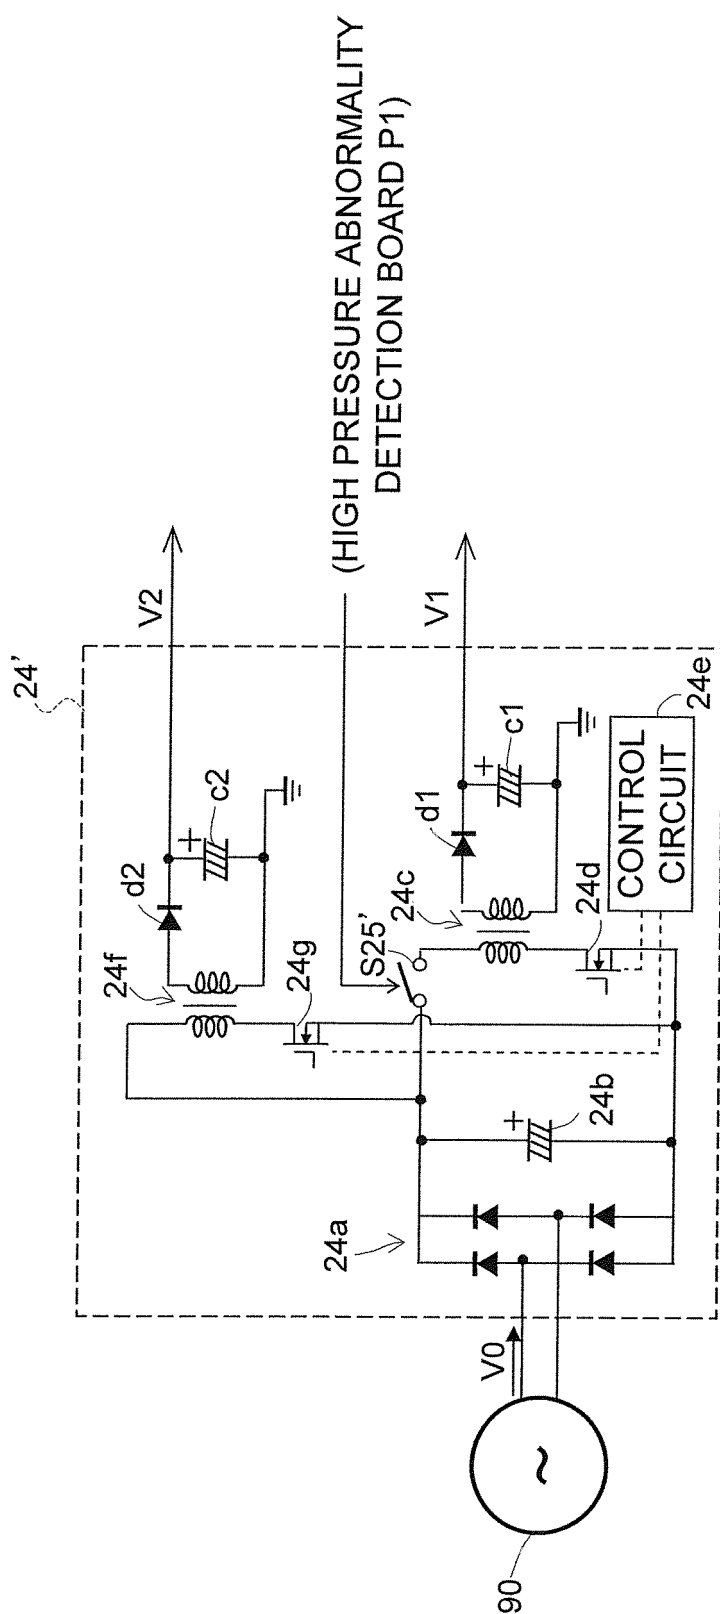 24'
V2
(HIGH PRESSURE ABNORMALITY
DETECTION BOARD P1)
V1
d2
+
c2
24f
24g
S25'
24c
d1
+
c1
24d
CONTROL
CIRCUIT
24e
24a
+
24b
V0
~
90